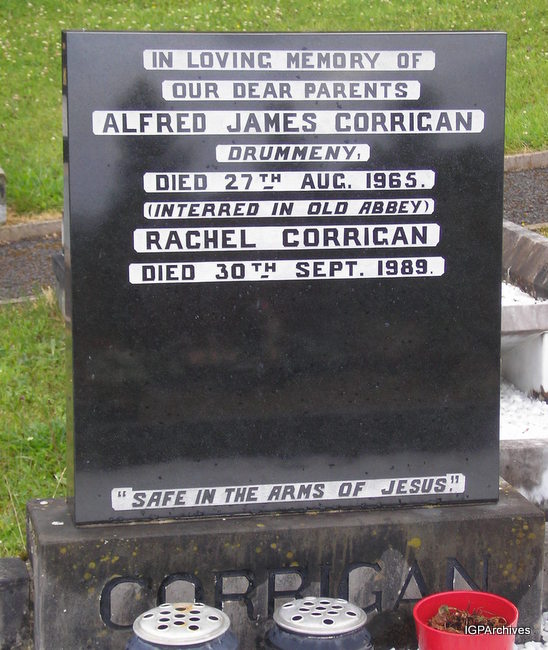 IN LOVING MEMORY OF
OUR DEAR PARENTS
ALFRED JAMES CORRIGAN
DRUMMENY,
DIED 27TH AUG. 1965.
(INTERRED IN OLD ABBEY)
RACHEL CORRIGAN
DIED 30TH SEPT. 1989.
"SAFE IN THE ARMS OF JESUS."
CORRIGAN
IGPArchives